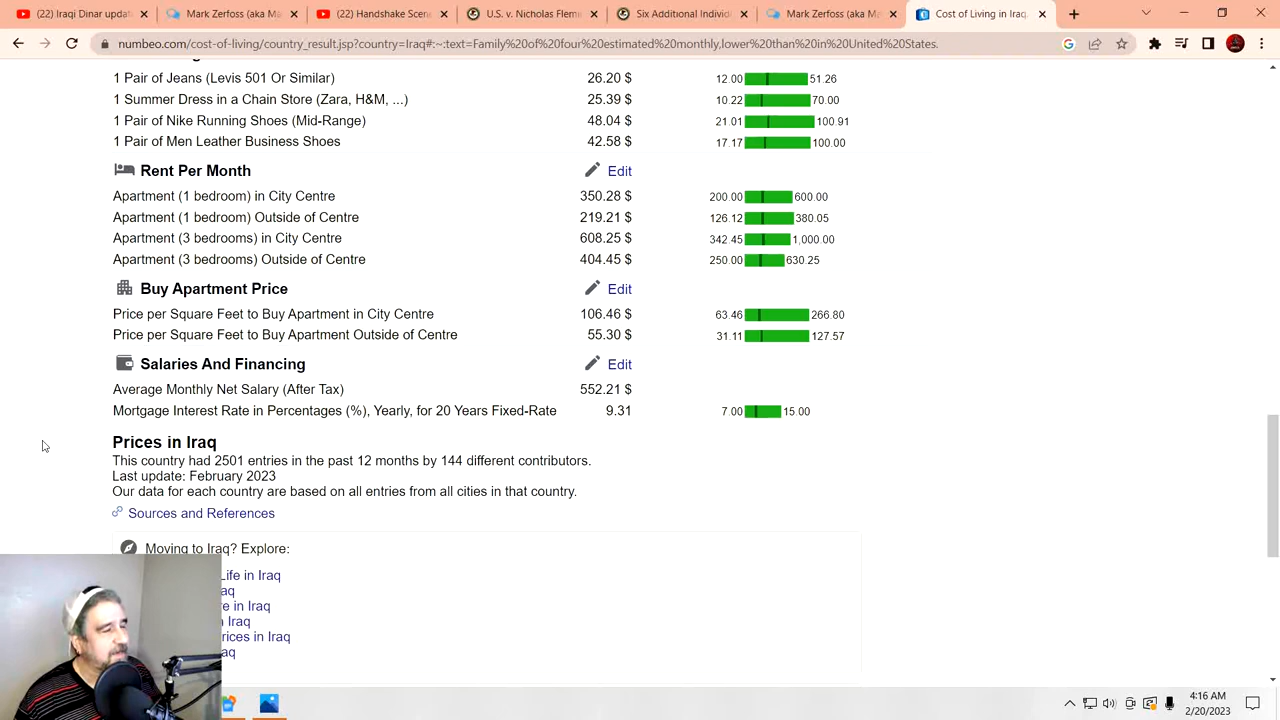 (22) Iraqi Dinar updat
Mark Zerfoss (aka Ma
(22) Handshake Scen
U.S. v. Nicholas Flem
Six Additional Individ
Mark Zerfoss (aka Ma
Cost of Living in Iraq.
numbeo.com/cost-of-living/country_result.jsp?country=Iraq#:~:text=Family%20of%20four%20estimated%20monthly,lower%20than%20in%20United%20States.
1 Pair of Jeans (Levis 501 Or Similar) 26.20 $ 12.00 51.26
1 Summer Dress in a Chain Store (Zara, H&M, ...) 25.39 $ 10.22 70.00
1 Pair of Nike Running Shoes (Mid-Range) 48.04 $ 21.01 100.91
1 Pair of Men Leather Business Shoes 42.58 $ 17.17 100.00
Rent Per Month Edit
Apartment (1 bedroom) in City Centre 350.28 $ 200.00 600.00
Apartment (1 bedroom) Outside of Centre 219.21 $ 126.12 380.05
Apartment (3 bedrooms) in City Centre 608.25 $ 342.45 1,000.00
Apartment (3 bedrooms) Outside of Centre 404.45 $ 250.00 630.25
Buy Apartment Price Edit
Price per Square Feet to Buy Apartment in City Centre 106.46 $ 63.46 266.80
Price per Square Feet to Buy Apartment Outside of Centre 55.30 $ 31.11 127.57
Salaries And Financing Edit
Average Monthly Net Salary (After Tax) 552.21 $
Mortgage Interest Rate in Percentages (%), Yearly, for 20 Years Fixed-Rate 9.31 7.00 15.00
Prices in Iraq
This country had 2501 entries in the past 12 months by 144 different contributors.
Last update: February 2023
Our data for each country are based on all entries from all cities in that country.
Sources and References
Moving to Iraq? Explore:
Life in Iraq
aq
e in Iraq
n Iraq
rices in Iraq
aq
4:16 AM
2/20/2023